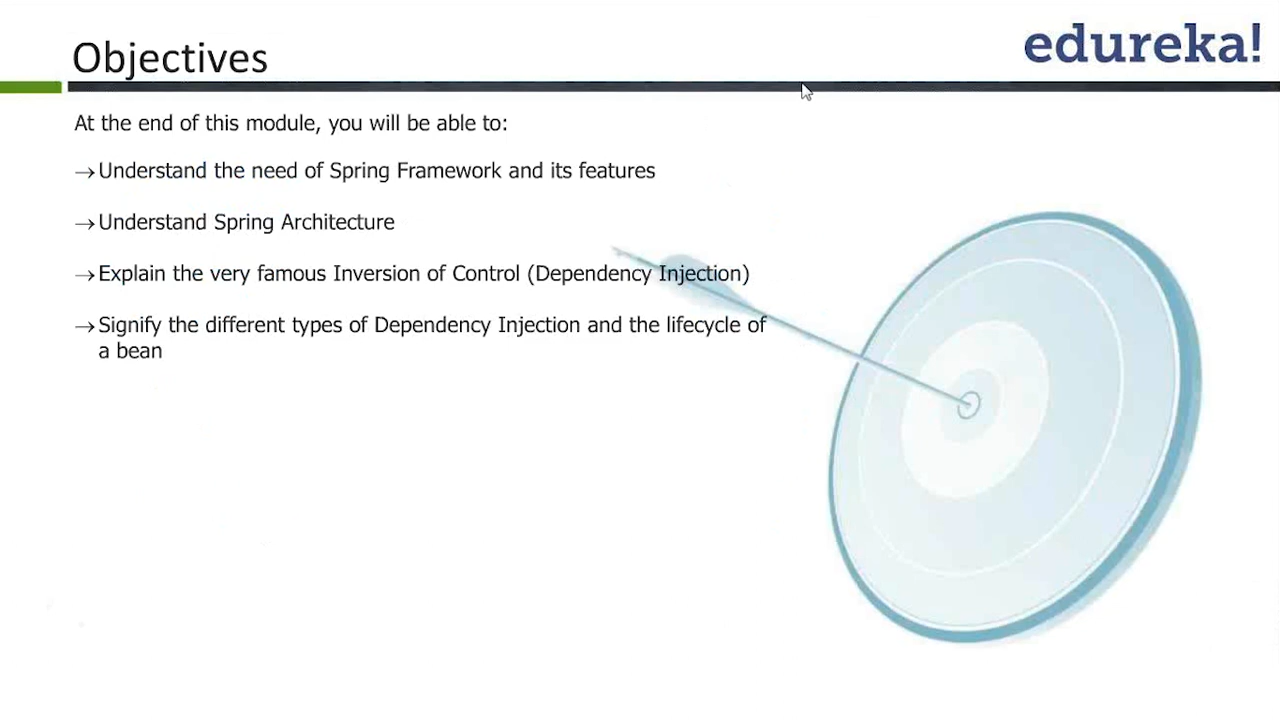 Objectives
edureka!
At the end of this module, you will be able to:
→Understand the need of Spring Framework and its features
→Understand Spring Architecture
→Explain the very famous Inversion of Control (Dependency Injection)
→Signify the different types of Dependency Injection and the lifecycle of
a bean